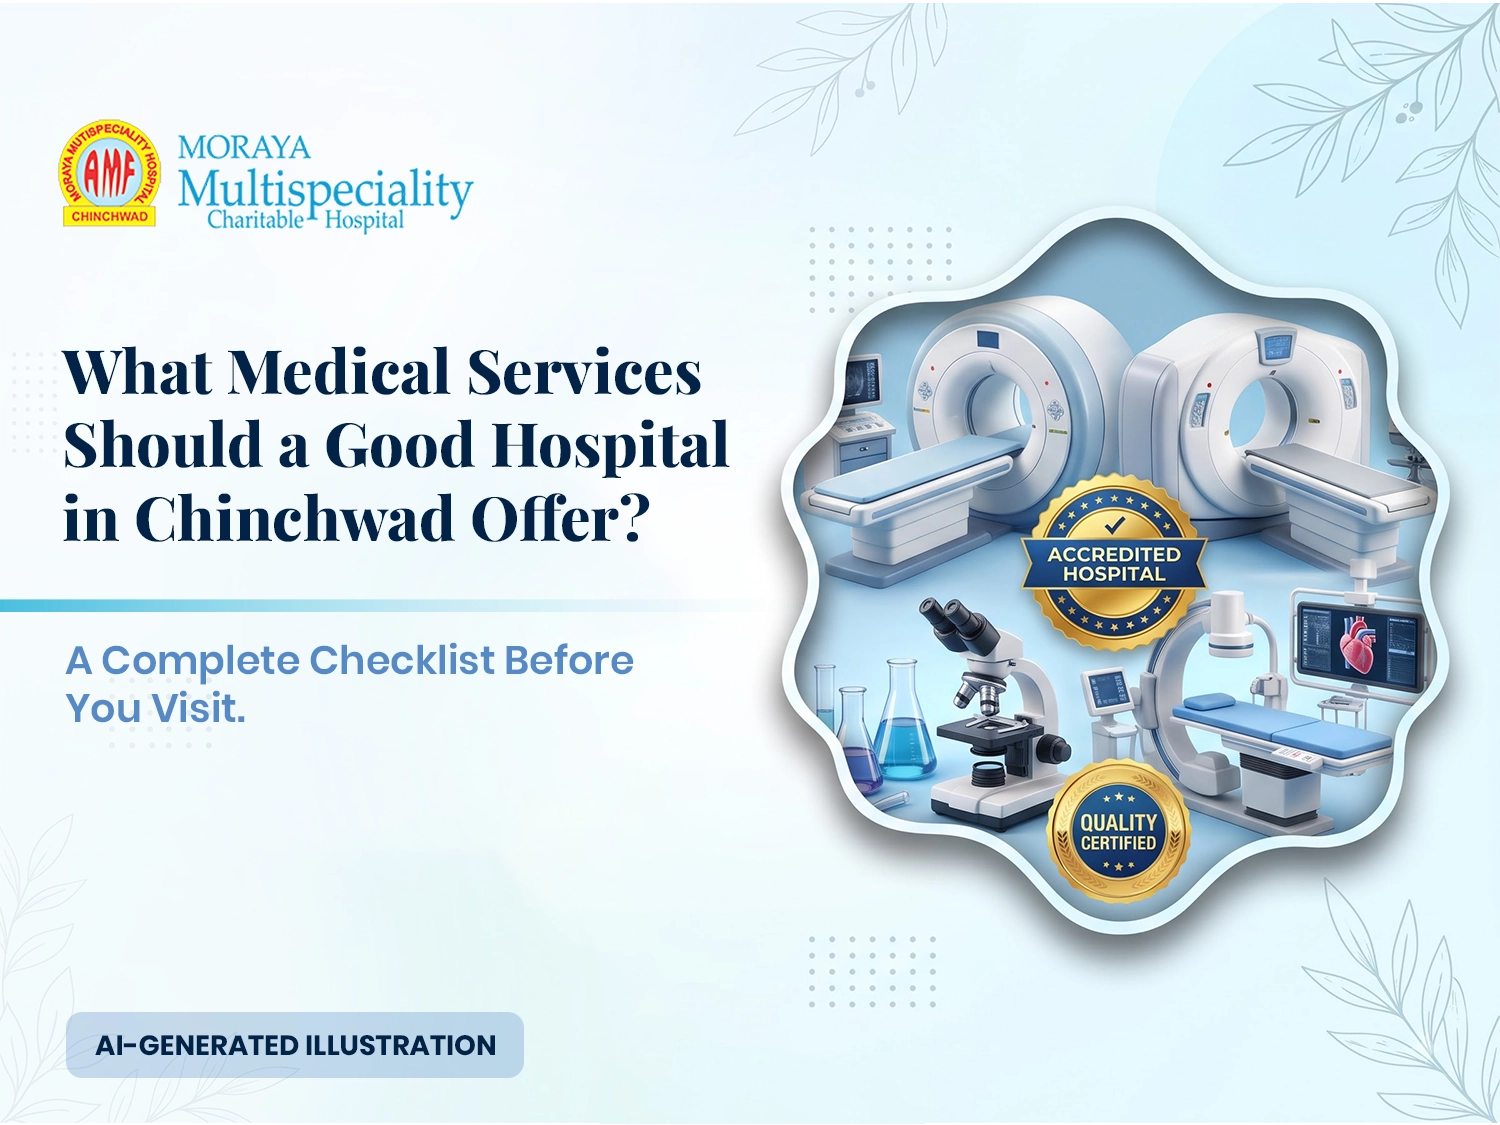 MORAYA MUTISPECIALITY HOSPITAL
AMF
CHINCHWAD
MORAYA
Multispeciality
Charitable Hospital
What Medical Services
Should a Good Hospital
in Chinchwad Offer?
A Complete Checklist Before
You Visit.
ACCREDITED
HOSPITAL
QUALITY
CERTIFIED
AI-GENERATED ILLUSTRATION